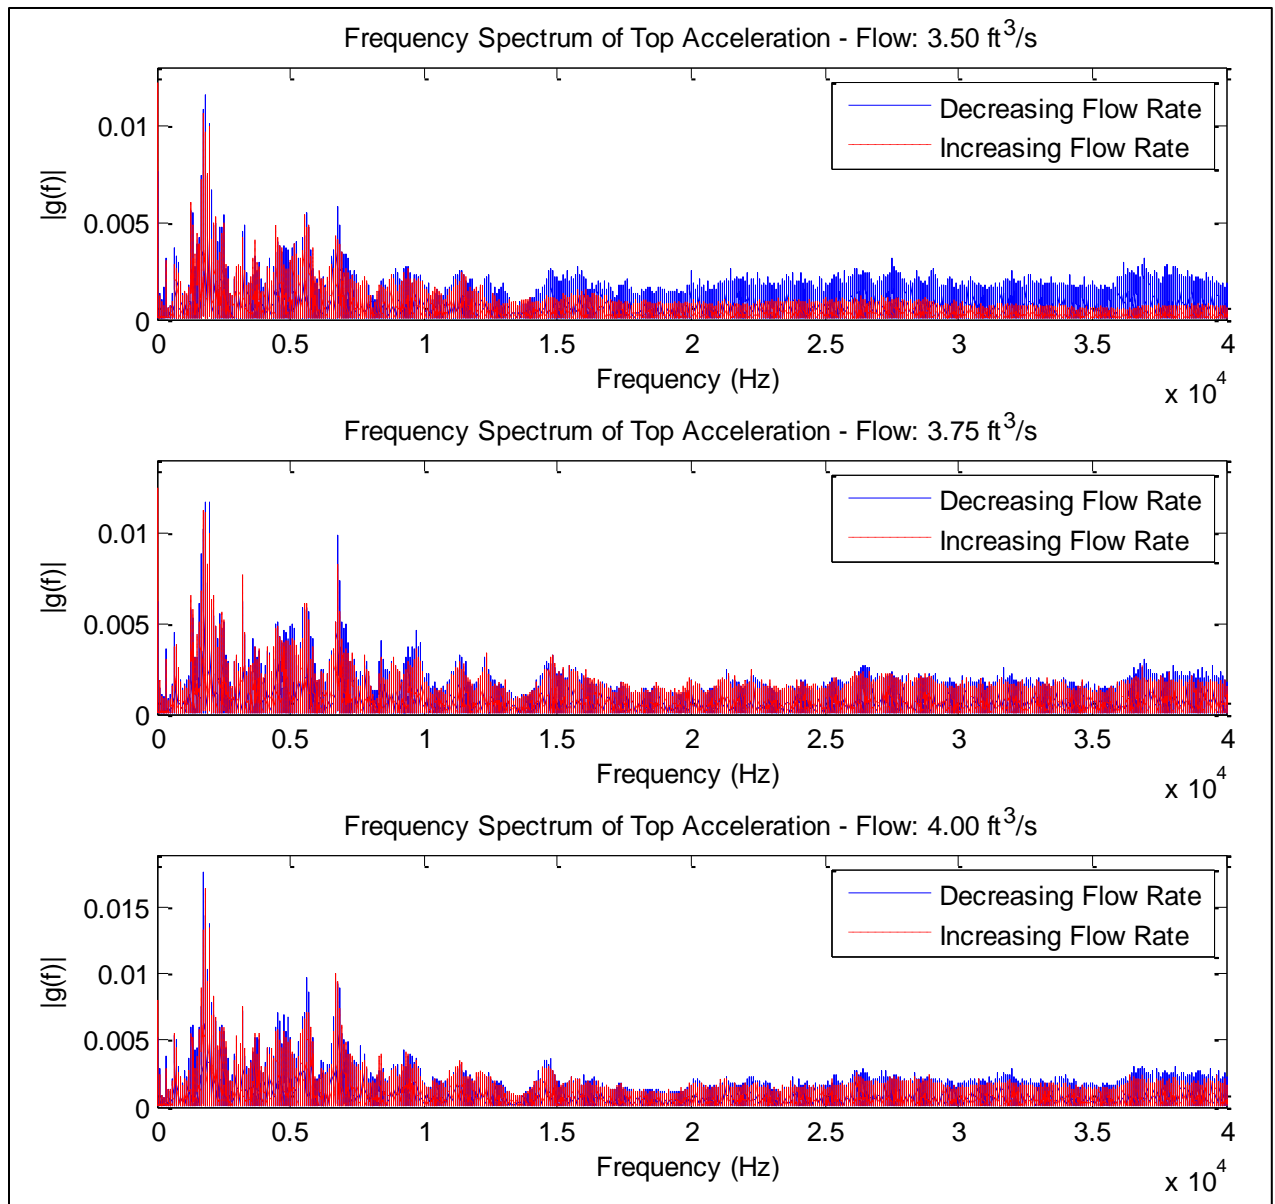 Frequency Spectrum of Top Acceleration - Flow: 3.50 ft³/s
Decreasing Flow Rate
Increasing Flow Rate
|g(f)|
0.01
0.005
0
0 0.5 1 1.5 2 2.5 3 3.5 4
Frequency (Hz)
x 10⁴
Frequency Spectrum of Top Acceleration - Flow: 3.75 ft³/s
Decreasing Flow Rate
Increasing Flow Rate
|g(f)|
0.01
0.005
0
0 0.5 1 1.5 2 2.5 3 3.5 4
Frequency (Hz)
x 10⁴
Frequency Spectrum of Top Acceleration - Flow: 4.00 ft³/s
Decreasing Flow Rate
Increasing Flow Rate
|g(f)|
0.015
0.01
0.005
0
0 0.5 1 1.5 2 2.5 3 3.5 4
Frequency (Hz)
x 10⁴